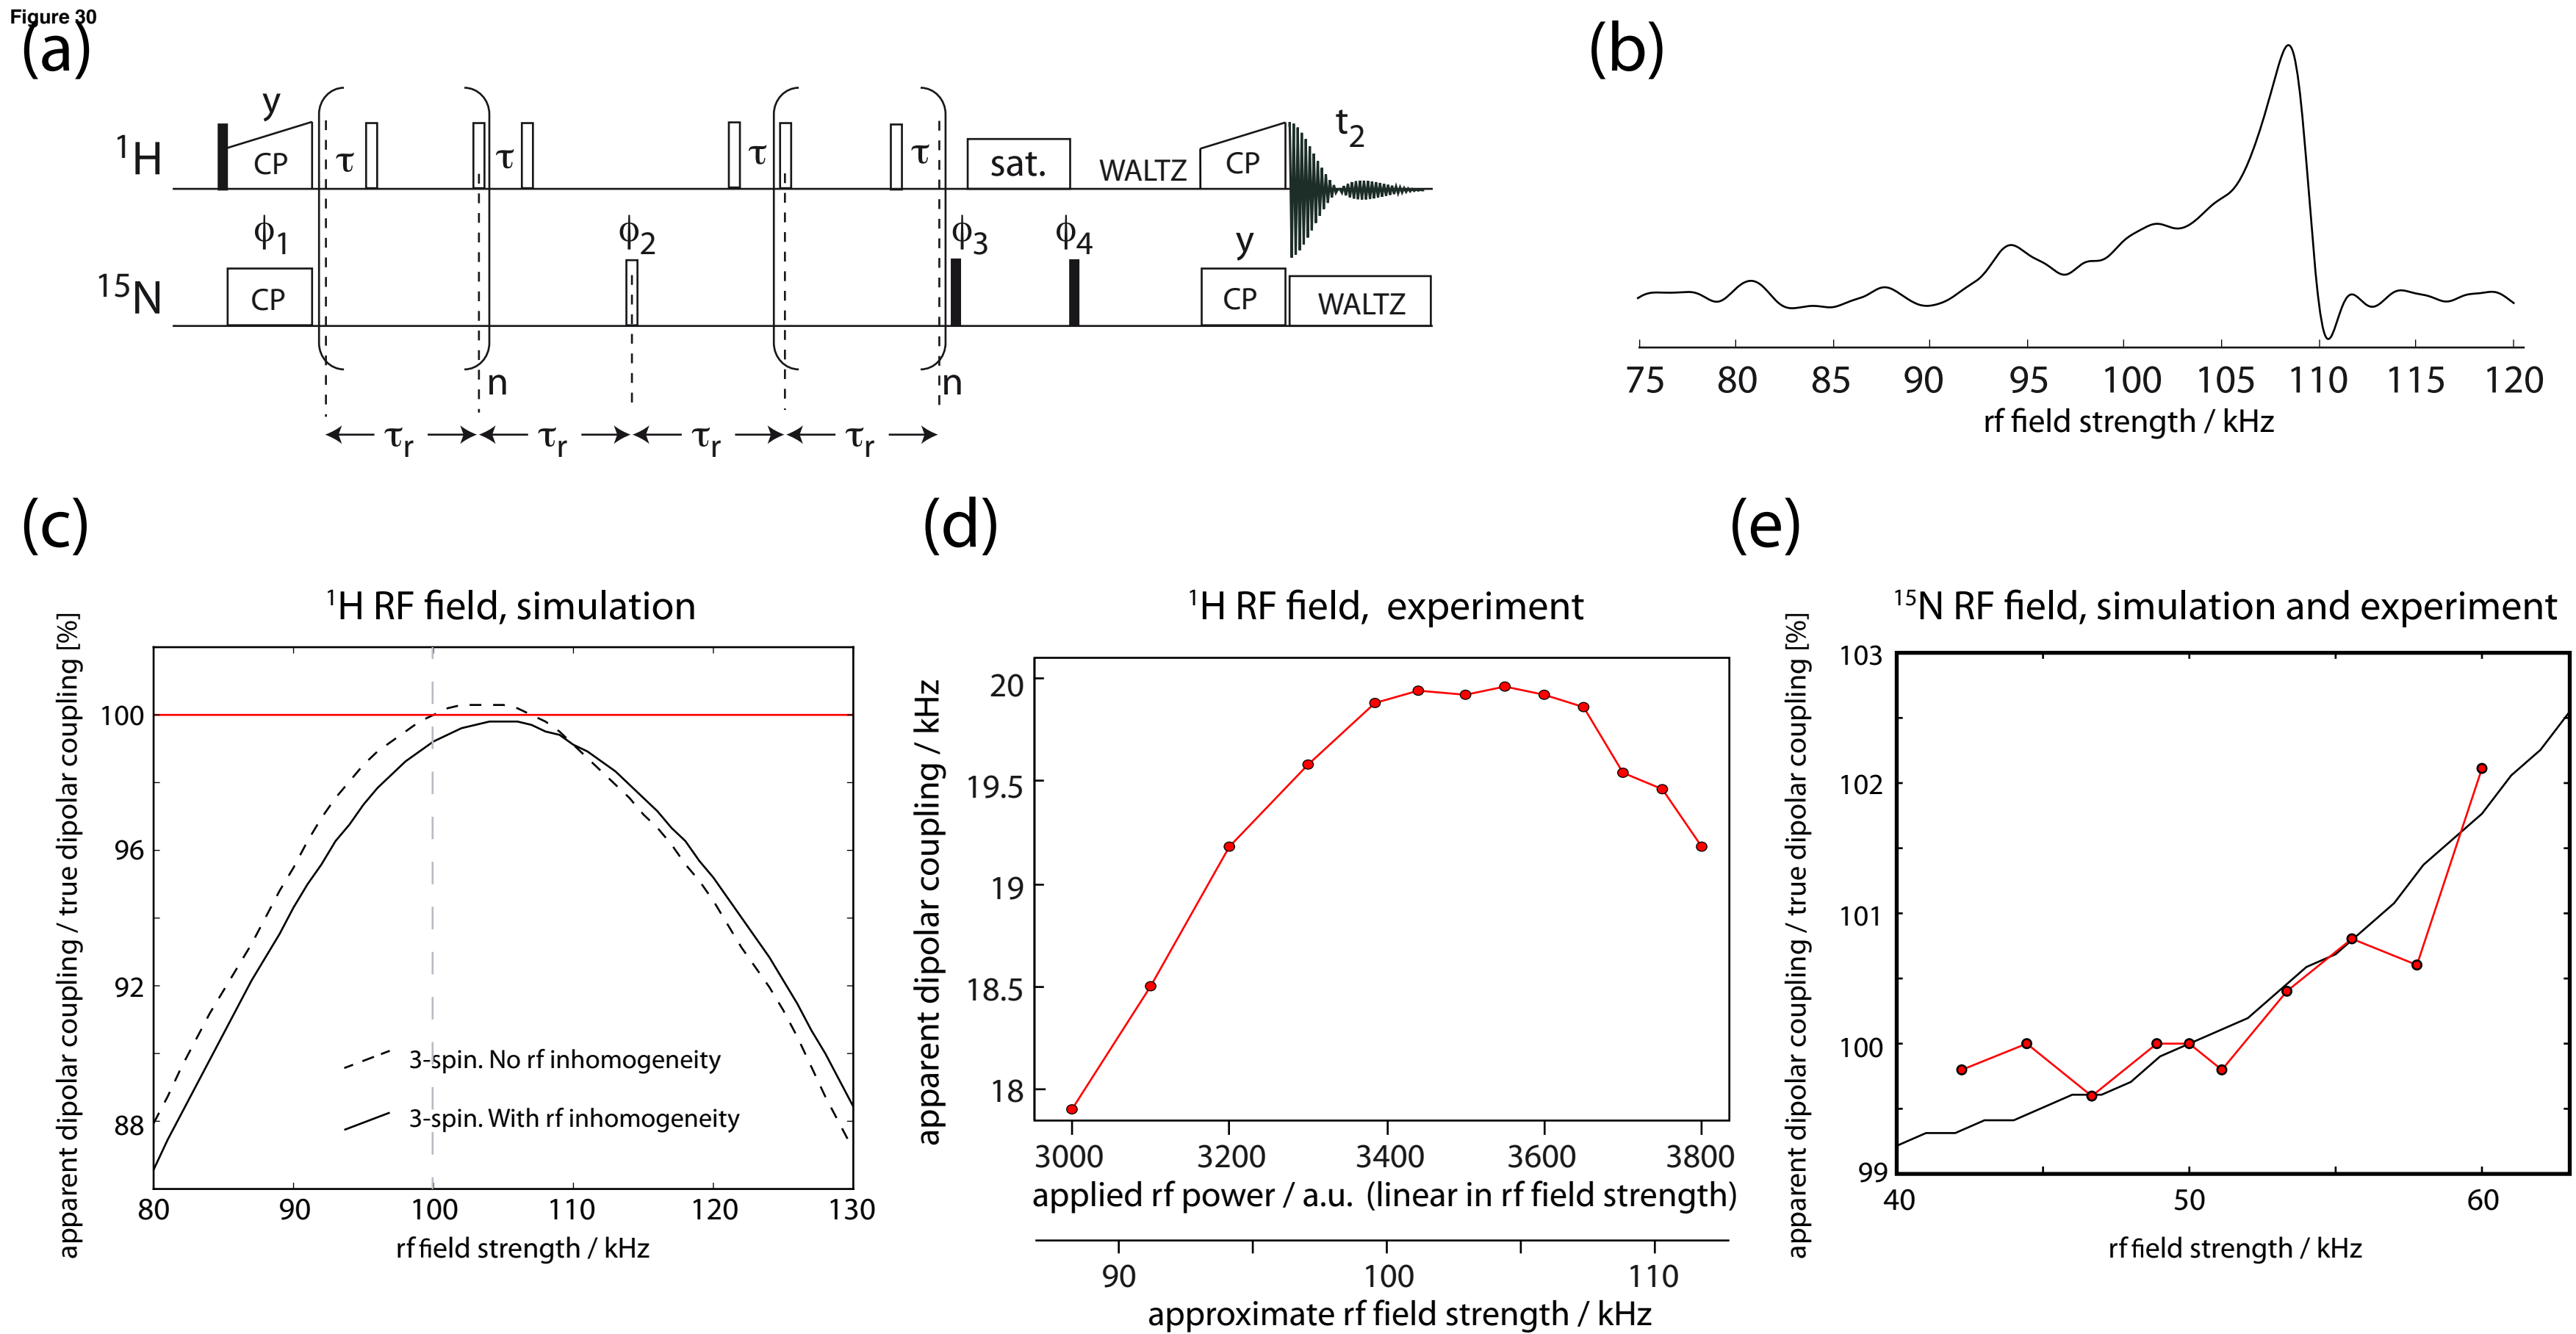 Figure 30
(a)
y
¹H
CP
τ
τ
τ
τ
sat.
WALTZ
CP
t₂
ϕ₁
ϕ₂
ϕ₃
ϕ₄
y
¹⁵N
CP
CP
WALTZ
n
n
τᵣ
τᵣ
τᵣ
τᵣ
(b)
75 80 85 90 95 100 105 110 115 120
rf field strength / kHz
(c)
¹H RF field, simulation
apparent dipolar coupling / true dipolar coupling [%]
100
96
92
88
3-spin. No rf inhomogeneity
3-spin. With rf inhomogeneity
80 90 100 110 120 130
rf field strength / kHz
(d)
¹H RF field, experiment
apparent dipolar coupling / kHz
20
19.5
19
18.5
18
3000 3200 3400 3600 3800
applied rf power / a.u. (linear in rf field strength)
90 100 110
approximate rf field strength / kHz
(e)
¹⁵N RF field, simulation and experiment
apparent dipolar coupling / true dipolar coupling [%]
103
102
101
100
99
40 50 60
rf field strength / kHz